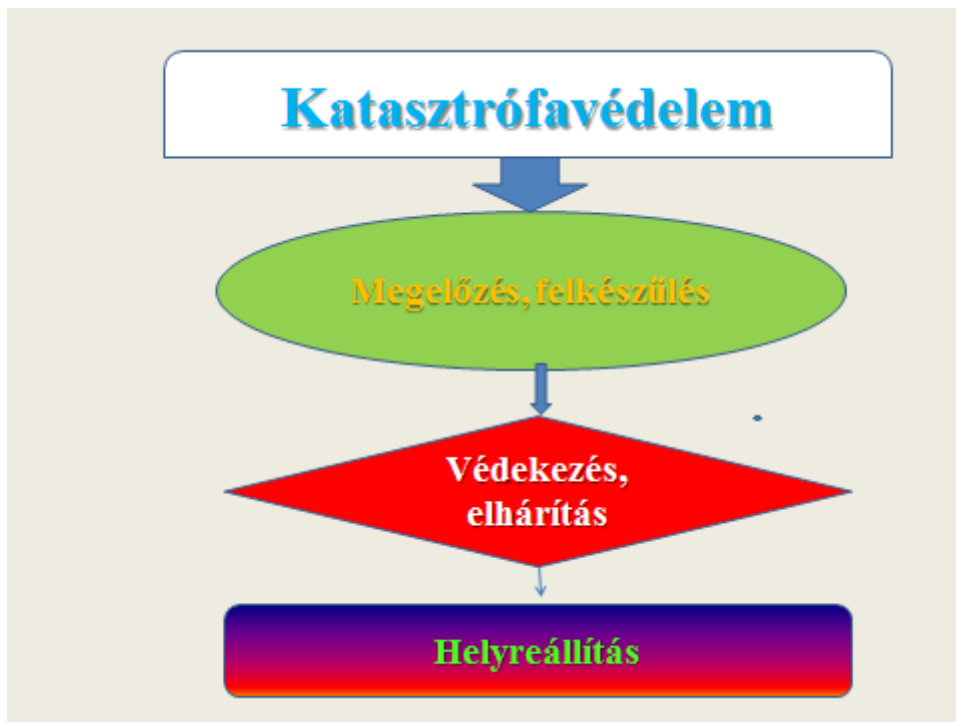 Katasztrófavédelem
Megelőzés, felkészülés
Védekezés,
elhárítás
Helyreállítás